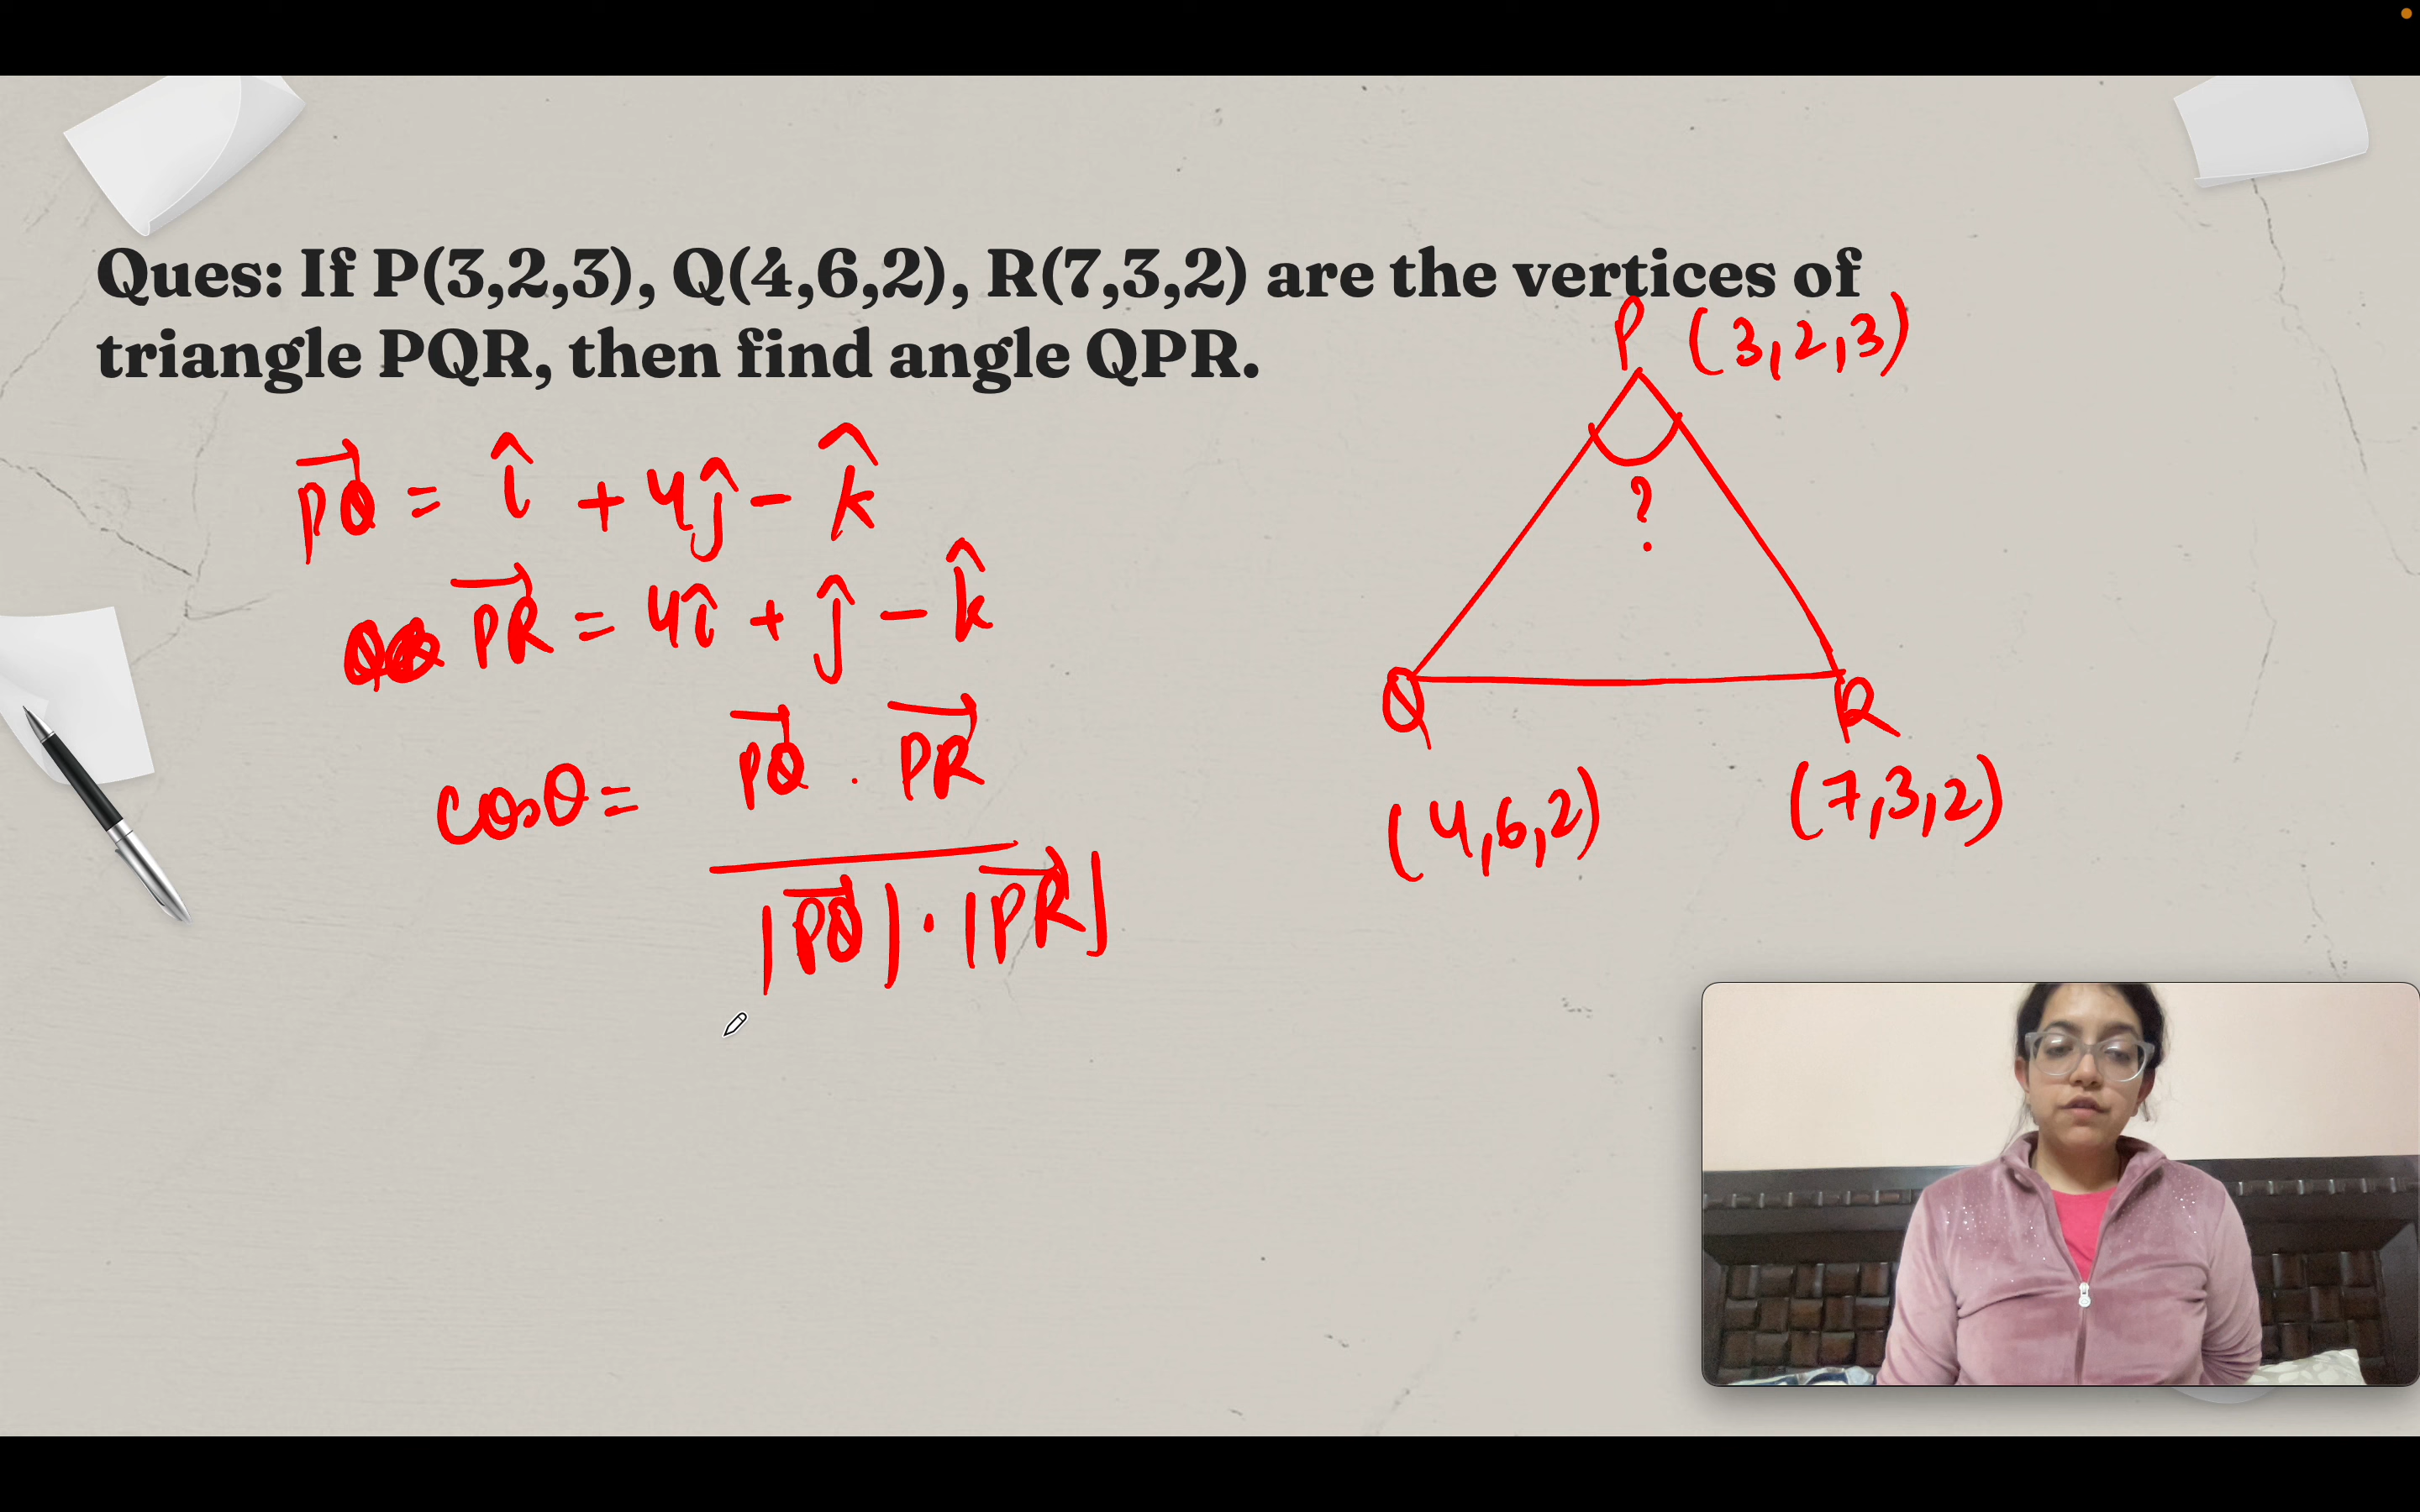 Ques: If P(3,2,3), Q(4,6,2), R(7,3,2) are the vertices of
triangle PQR, then find angle QPR.
P (3,2,3)
?
Q
R
(4,6,2)
(7,3,2)
PQ⃗ = î + 4ĵ - k̂
PR⃗ = 4î + ĵ - k̂
cosθ = PQ⃗ . PR⃗
|PQ⃗| · |PR⃗|